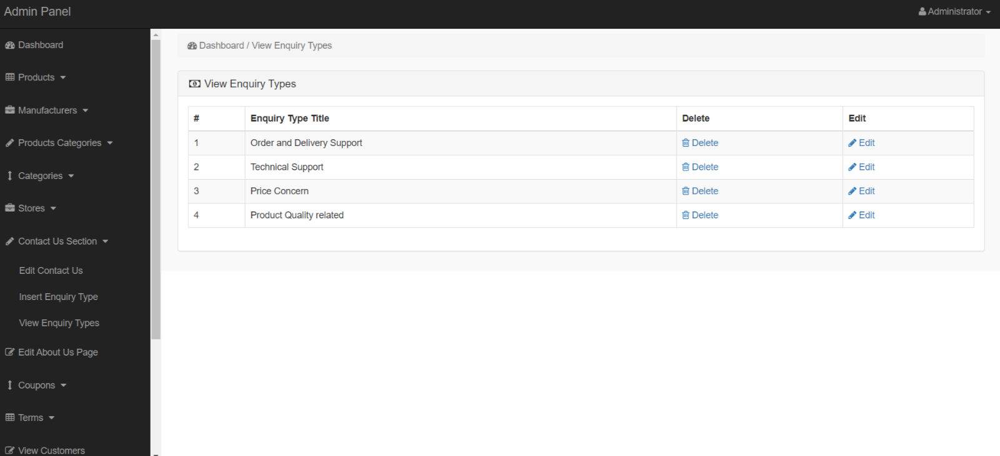 Admin Panel
Administrator
Dashboard
Products
Manufacturers
Products Categories
Categories
Stores
Contact Us Section
Edit Contact Us
Insert Enquiry Type
View Enquiry Types
Edit About Us Page
Coupons
Terms
View Customers
Dashboard / View Enquiry Types
View Enquiry Types
# Enquiry Type Title Delete Edit
1 Order and Delivery Support Delete Edit
2 Technical Support Delete Edit
3 Price Concern Delete Edit
4 Product Quality related Delete Edit